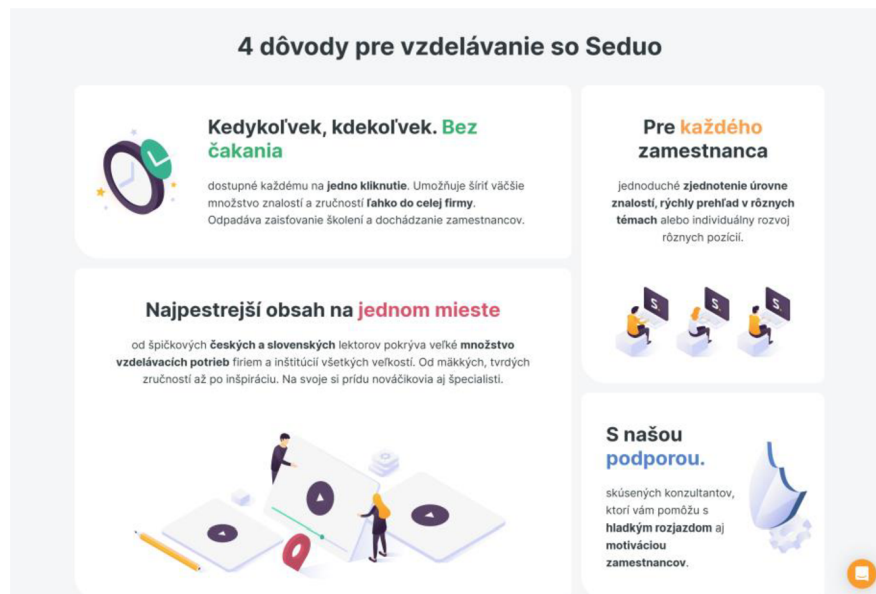 4 dôvody pre vzdelávanie so Seduo
Kedykoľvek, kdekoľvek. Bez
čakania
dostupné každému na jedno kliknutie. Umožňuje šíriť väčšie
množstvo znalostí a zručností ľahko do celej firmy.
Odpadáva zaisťovanie školení a dochádzanie zamestnancov.
Pre každého
zamestnanca
jednoduché zjednotenie úrovne
znalostí, rýchly prehľad v rôznych
témach alebo individuálny rozvoj
rôznych pozícií.
S.
S.
S.
Najpestrejší obsah na jednom mieste
od špičkových českých a slovenských lektorov pokrýva veľké množstvo
vzdelávacích potrieb firiem a inštitúcií všetkých veľkostí. Od mäkkých, tvrdých
zručností až po inšpiráciu. Na svoje si prídu nováčikovia aj špecialisti.
S našou
podporou.
skúsených konzultantov,
ktorí vám pomôžu s
hladkým rozjazdom aj
motiváciou
zamestnancov.